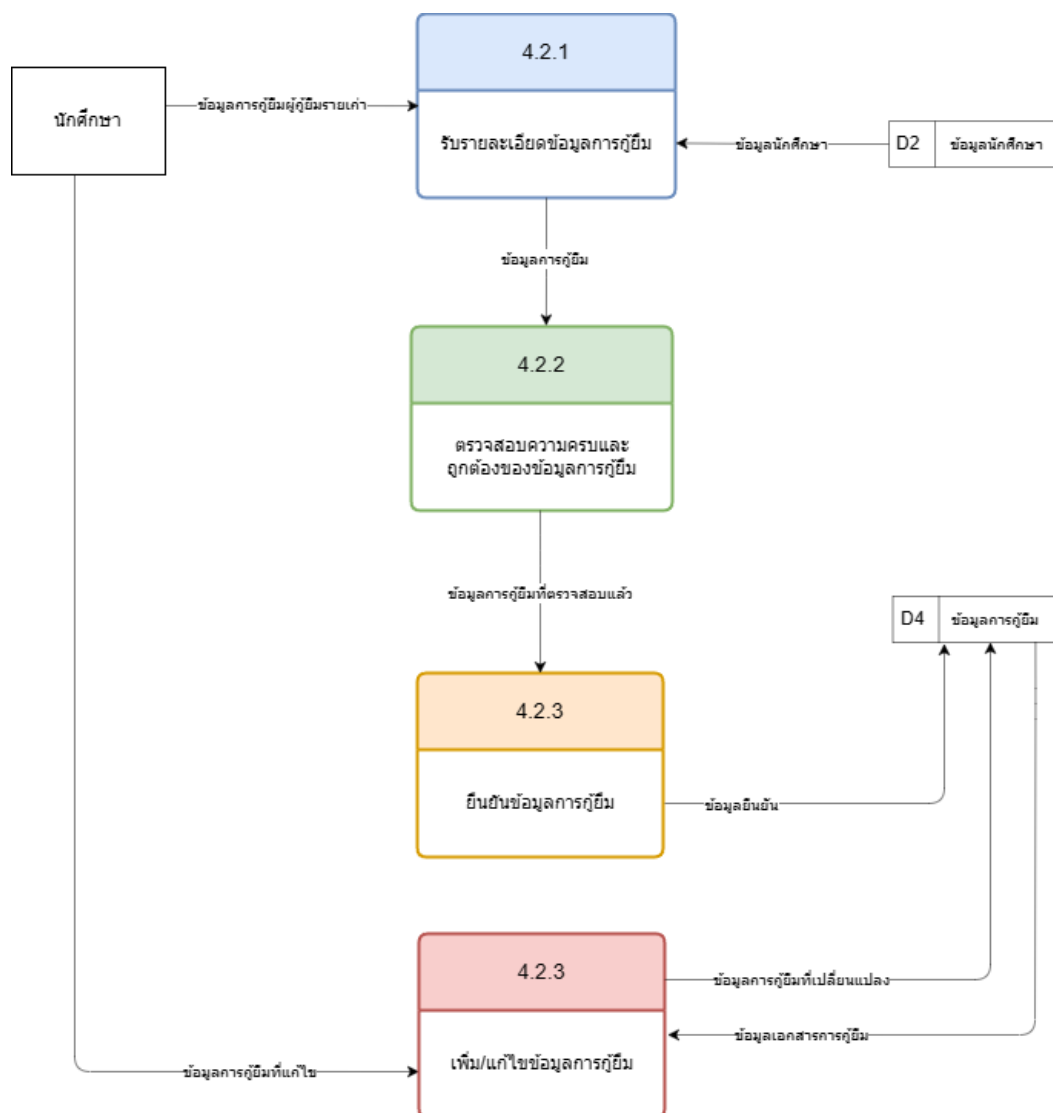 4.2.1
นักศึกษา
ข้อมูลการกู้ยืมผู้กู้ยืมรายเก่า
รับรายละเอียดข้อมูลการกู้ยืม
ข้อมูลนักศึกษา
D2
ข้อมูลนักศึกษา
ข้อมูลการกู้ยืม
4.2.2
ตรวจสอบความครบและ
ถูกต้องของข้อมูลการกู้ยืม
ข้อมูลการกู้ยืมที่ตรวจสอบแล้ว
D4
ข้อมูลการกู้ยืม
4.2.3
ยืนยันข้อมูลการกู้ยืม
ข้อมูลยืนยัน
4.2.3
ข้อมูลการกู้ยืมที่เปลี่ยนแปลง
ข้อมูลเอกสารการกู้ยืม
เพิ่ม/แก้ไขข้อมูลการกู้ยืม
ข้อมูลการกู้ยืมที่แก้ไข